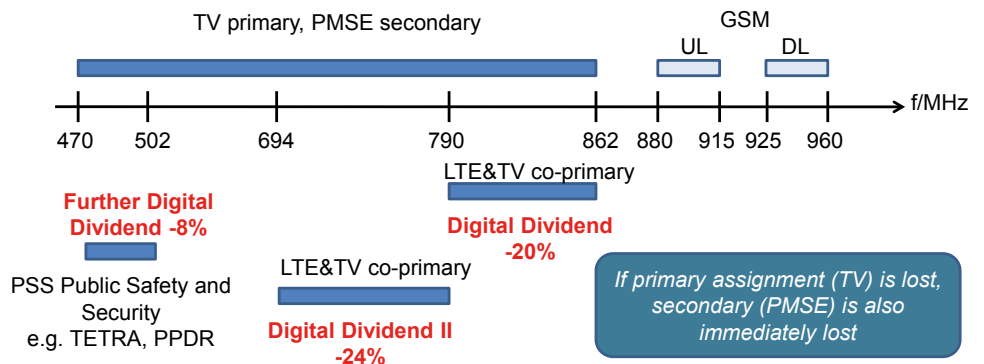 TV primary, PMSE secondary
GSM
UL
DL
f/MHz
470
502
694
790
862
880
915
925
960
LTE&TV co-primary
Further Digital
Dividend -8%
Digital Dividend
-20%
PSS Public Safety and
Security
e.g. TETRA, PPDR
LTE&TV co-primary
Digital Dividend II
-24%
If primary assignment (TV) is lost,
secondary (PMSE) is also
immediately lost